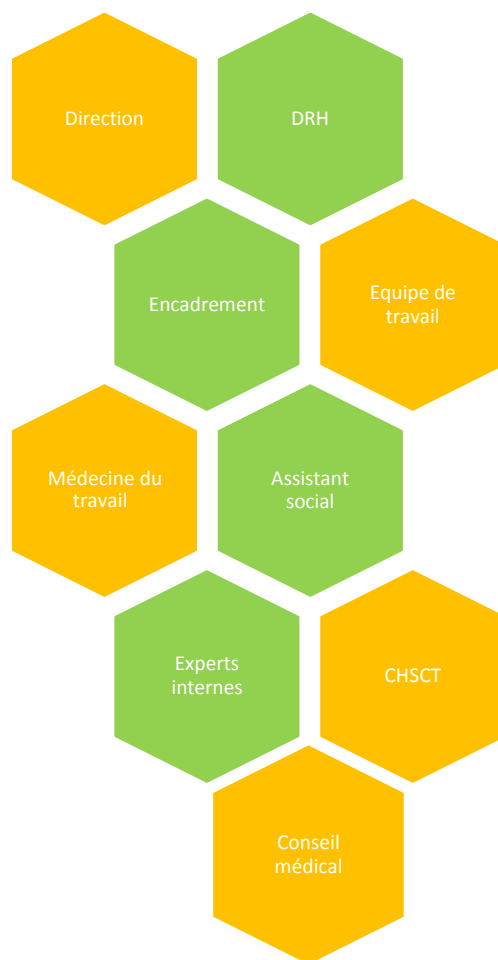 Direction
DRH
Encadrement
Equipe de
travail
Médecine du
travail
Assistant
social
Experts
internes
CHSCT
Conseil
médical